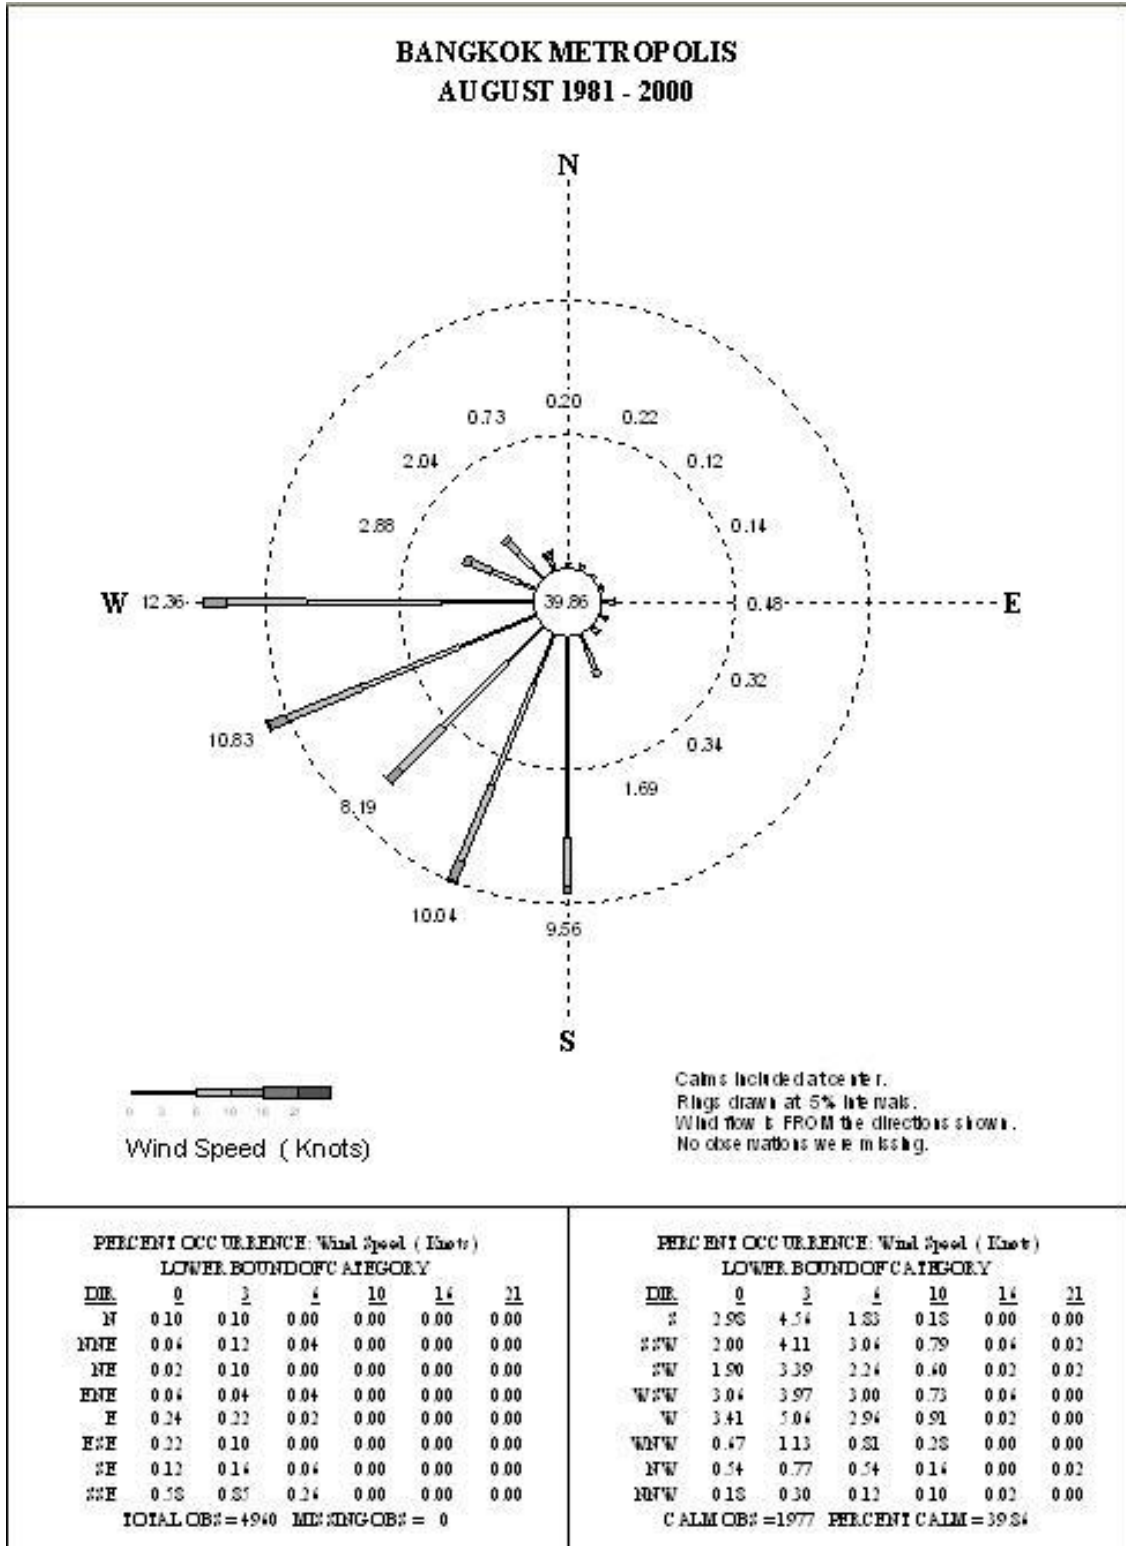 BANGKOK METROPOLIS
AUGUST 1981 - 2000
N
0.20
0.73
0.22
2.04
0.12
2.88
0.14
W 12.36
39.86
0.48 E
0.32
10.83
0.34
1.69
8.19
10.04
9.56
S
0 3 6 10 16 21
Wind Speed ( Knots)
Calms included at center.
Rings drawn at 5% intervals.
Wind flow is FROM the directions shown.
No observations were missing.
PERCENT OCCURRENCE: Wind Speed ( Knots)
LOWER BOUND OF CATEGORY
DIR 0 3 6 10 16 21
N 0.10 0.10 0.00 0.00 0.00 0.00
NNE 0.06 0.12 0.04 0.00 0.00 0.00
NE 0.02 0.10 0.00 0.00 0.00 0.00
ENE 0.06 0.04 0.04 0.00 0.00 0.00
E 0.24 0.22 0.02 0.00 0.00 0.00
ESE 0.22 0.10 0.00 0.00 0.00 0.00
SE 0.12 0.16 0.06 0.00 0.00 0.00
SSE 0.58 0.85 0.26 0.00 0.00 0.00
TOTAL OBS = 4960 MISSING OBS = 0
PERCENT OCCURRENCE: Wind Speed ( Knots)
LOWER BOUND OF CATEGORY
DIR 0 3 6 10 16 21
S 2.98 4.56 1.83 0.18 0.00 0.00
SSW 2.00 4.11 3.06 0.79 0.06 0.02
SW 1.90 3.39 2.26 0.60 0.02 0.02
WSW 3.06 3.97 3.00 0.73 0.06 0.00
W 3.41 5.06 2.96 0.91 0.02 0.00
WNW 0.67 1.13 0.81 0.28 0.00 0.00
NW 0.54 0.77 0.54 0.16 0.00 0.02
NNW 0.18 0.30 0.12 0.10 0.02 0.00
CALM OBS =1977 PERCENT CALM = 39.86